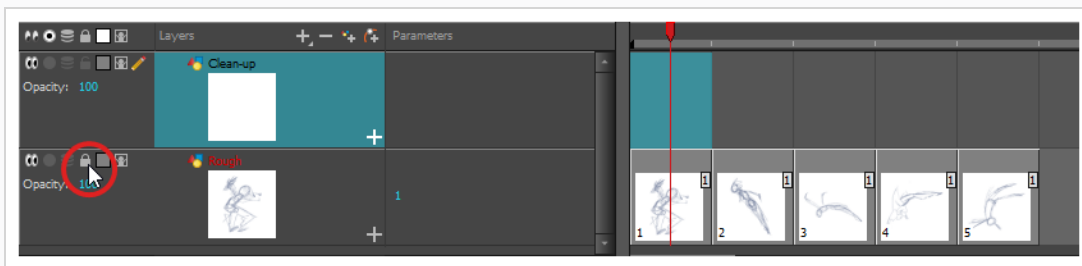 Layers Parameters
Clean-up
Opacity: 100
Rough
Opacity: 100
1
1 1 1 1 1
1 2 3 4 5